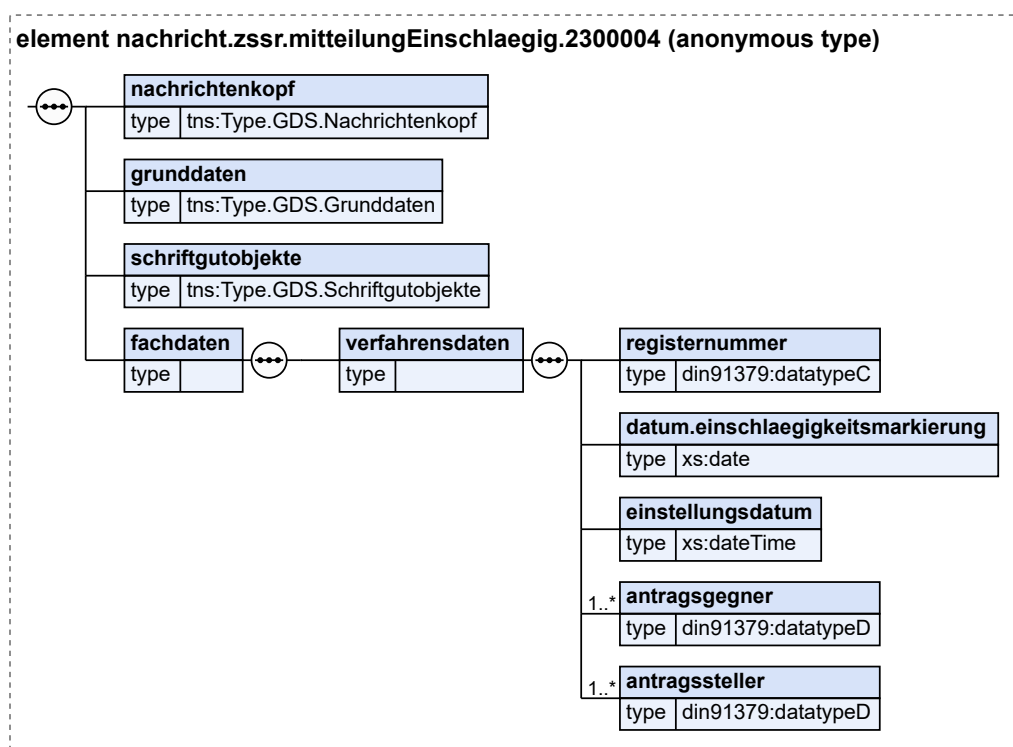 element nachricht.zssr.mitteilungEinschlaegig.2300004 (anonymous type)
nachrichtenkopf
type tns:Type.GDS.Nachrichtenkopf
grunddaten
type tns:Type.GDS.Grunddaten
schriftgutobjekte
type tns:Type.GDS.Schriftgutobjekte
fachdaten
type
verfahrensdaten
type
registernummer
type din91379:datatypeC
datum.einschlaegigkeitsmarkierung
type xs:date
einstellungsdatum
type xs:dateTime
1..* antragsgegner
type din91379:datatypeD
1..* antragssteller
type din91379:datatypeD